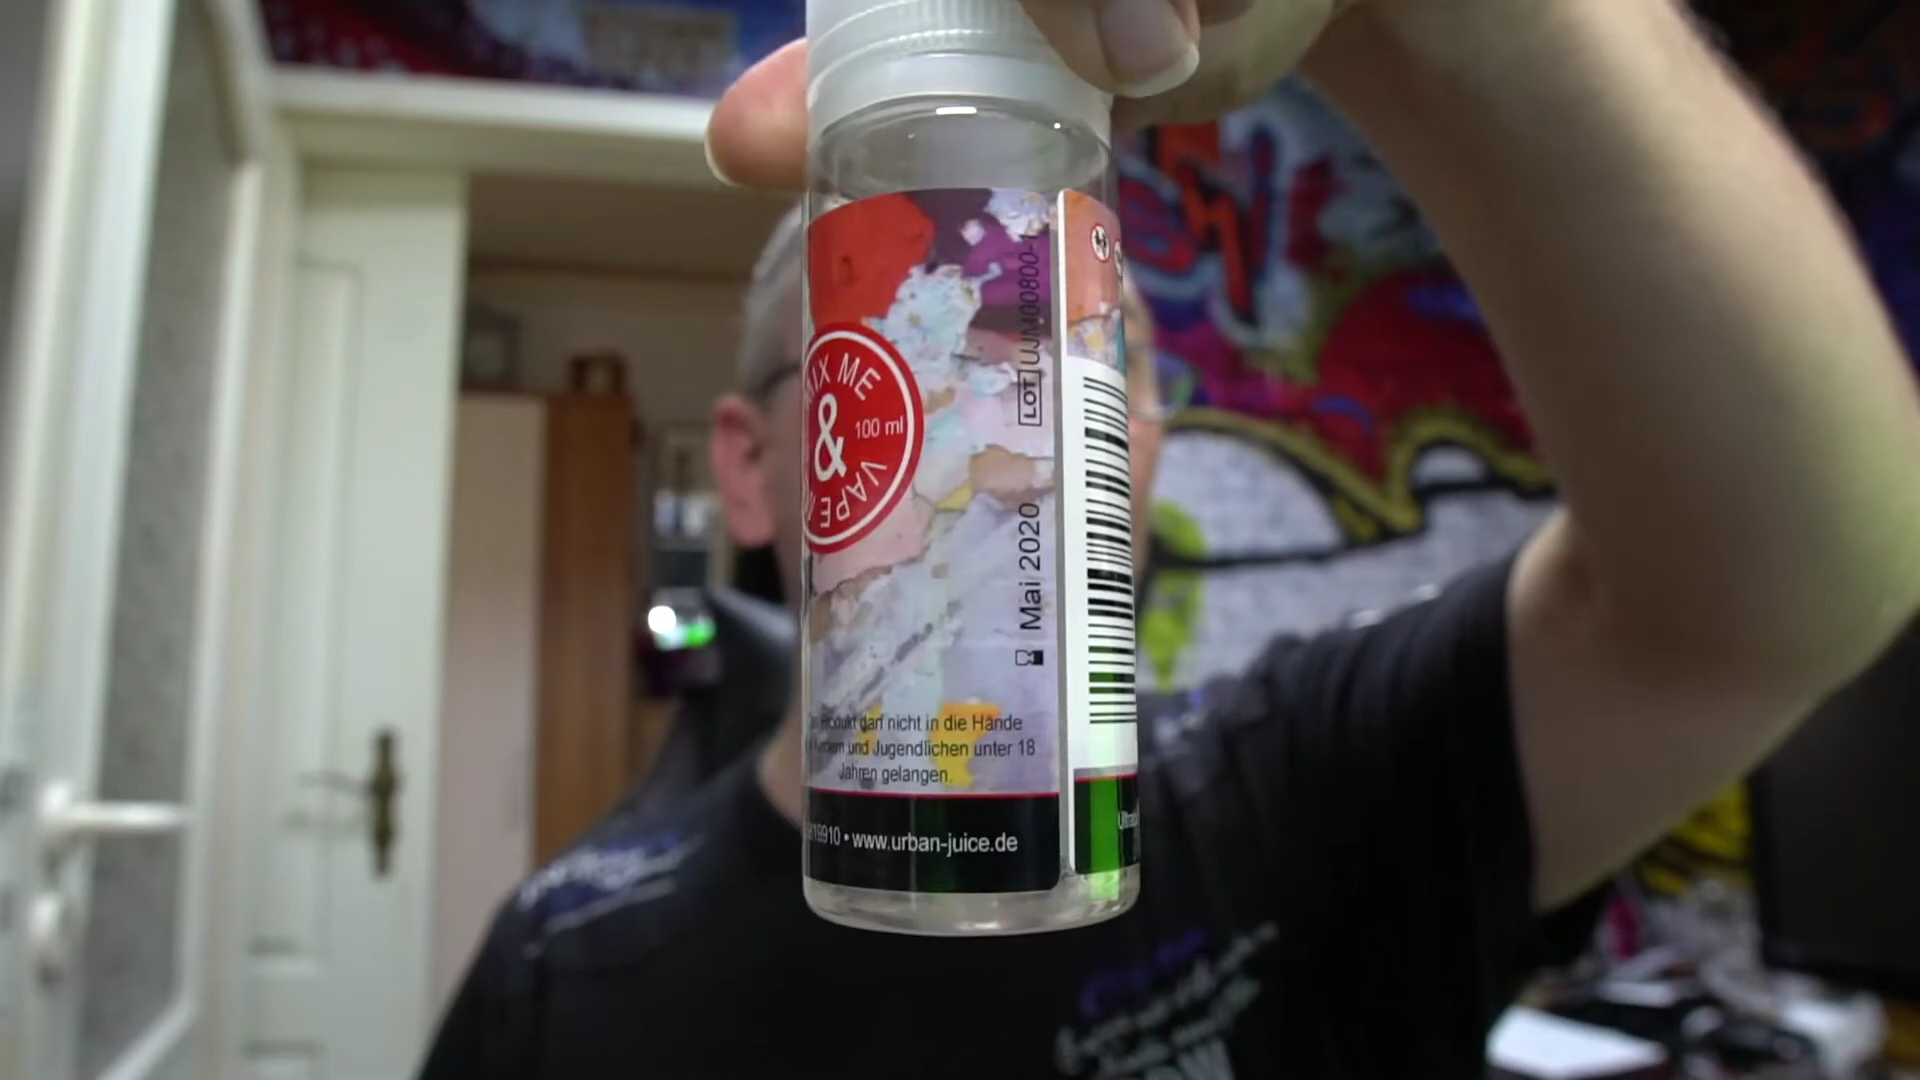 MIX ME
&
100 ml
VAPE
LOT UJM00800-1
Mai 2020
Produkt darf nicht in die Hände
und Jugendlichen unter 18
Jahren gelangen.
19910 • www.urban-juice.de